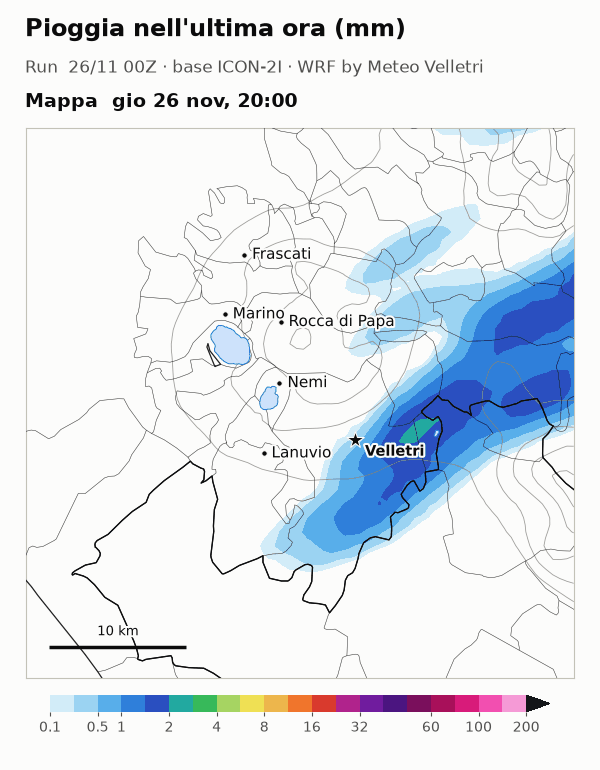 Pioggia nell'ultima ora (mm)
Run  26/11 00Z · base ICON-2I · WRF by Meteo Velletri
Mappa  gio 26 nov, 20:00
Frascati
Marino
Rocca di Papa
Nemi
Velletri
Lanuvio
10 km
0.1 0.5 1 2 4 8 16 32 60 100 200